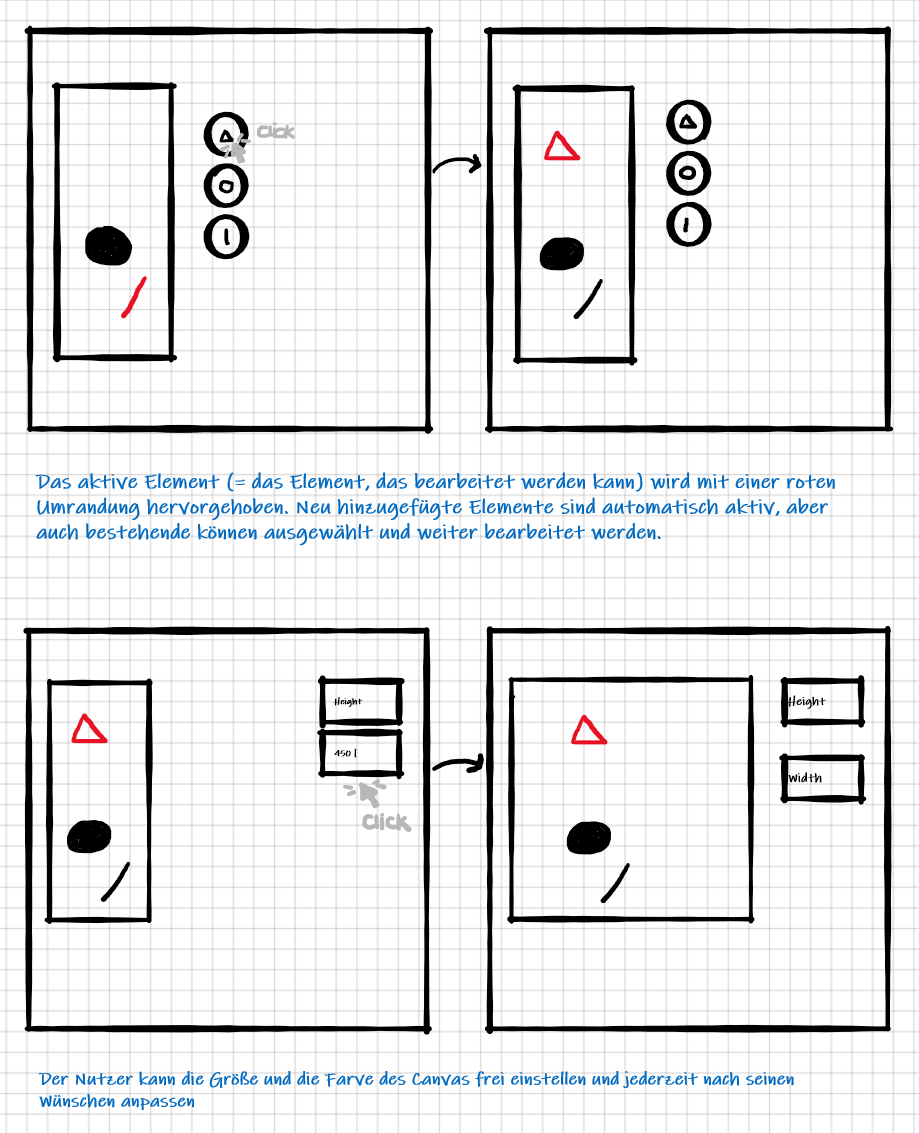 Click
Das aktive Element (= das Element, das bearbeitet werden kann) wird mit einer roten
Umrandung hervorgehoben. Neu hinzugefügte Elemente sind automatisch aktiv, aber
auch bestehende können ausgewählt und weiter bearbeitet werden.
Height
450 |
Click
Height
Width
Der Nutzer kann die Größe und die Farve des Canvas frei einstellen und jederzeit nach seinen
Wünschen anpassen